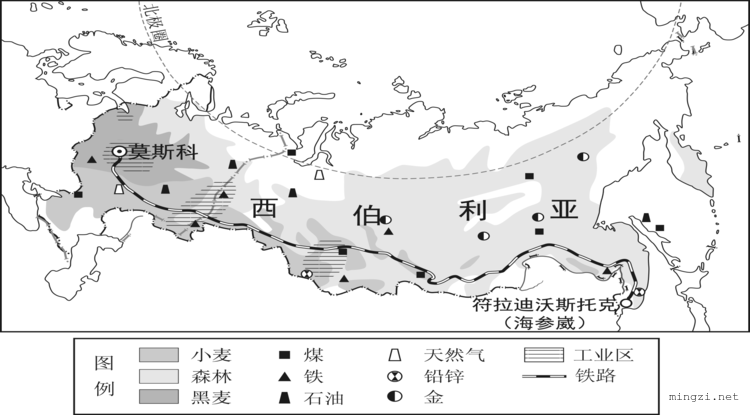 北极圈
莫斯科
西伯利亚
符拉迪沃斯托克
(海参崴)
图例
小麦 煤 天然气 工业区
森林 铁 铅锌 铁路
黑麦 石油 金
mingzi.net